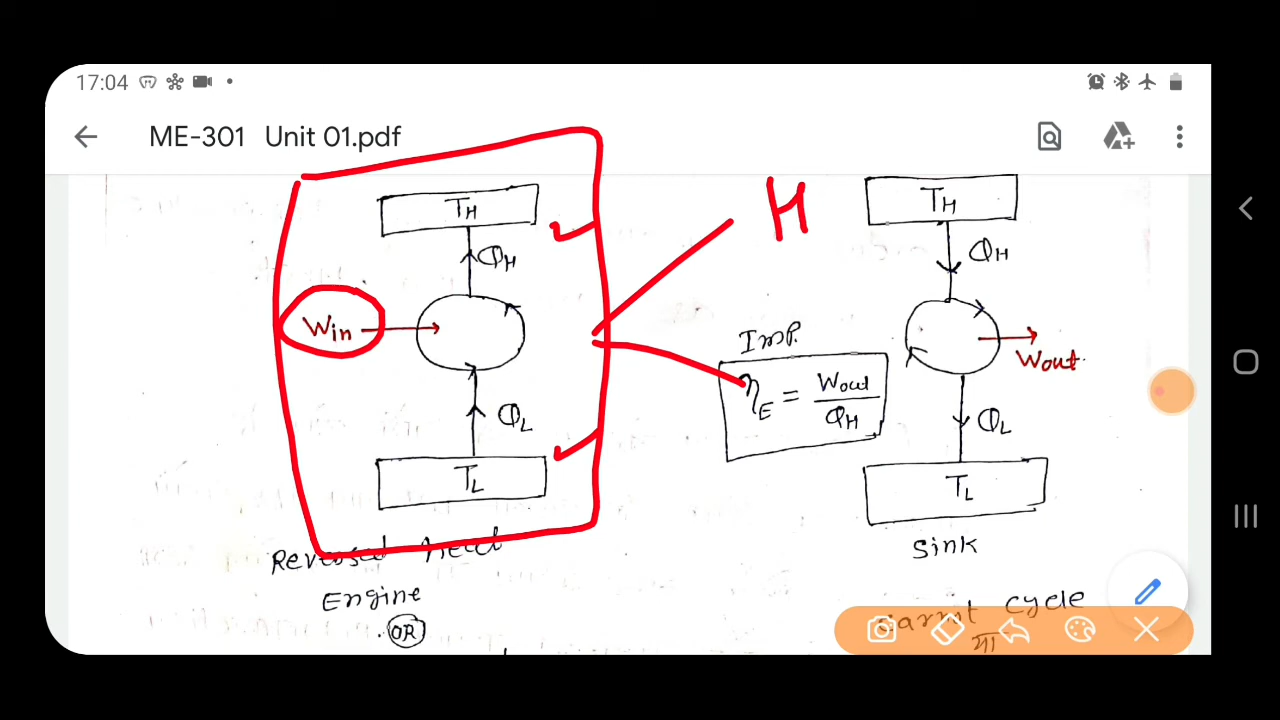 17:04
ME-301 Unit 01.pdf
TH
QH
Win
QL
TL
Reversed Heat
Engine
OR
H
Imp.
ηE = Wout / QH
TH
QH
Wout
QL
TL
Sink
Carnot cycle
या